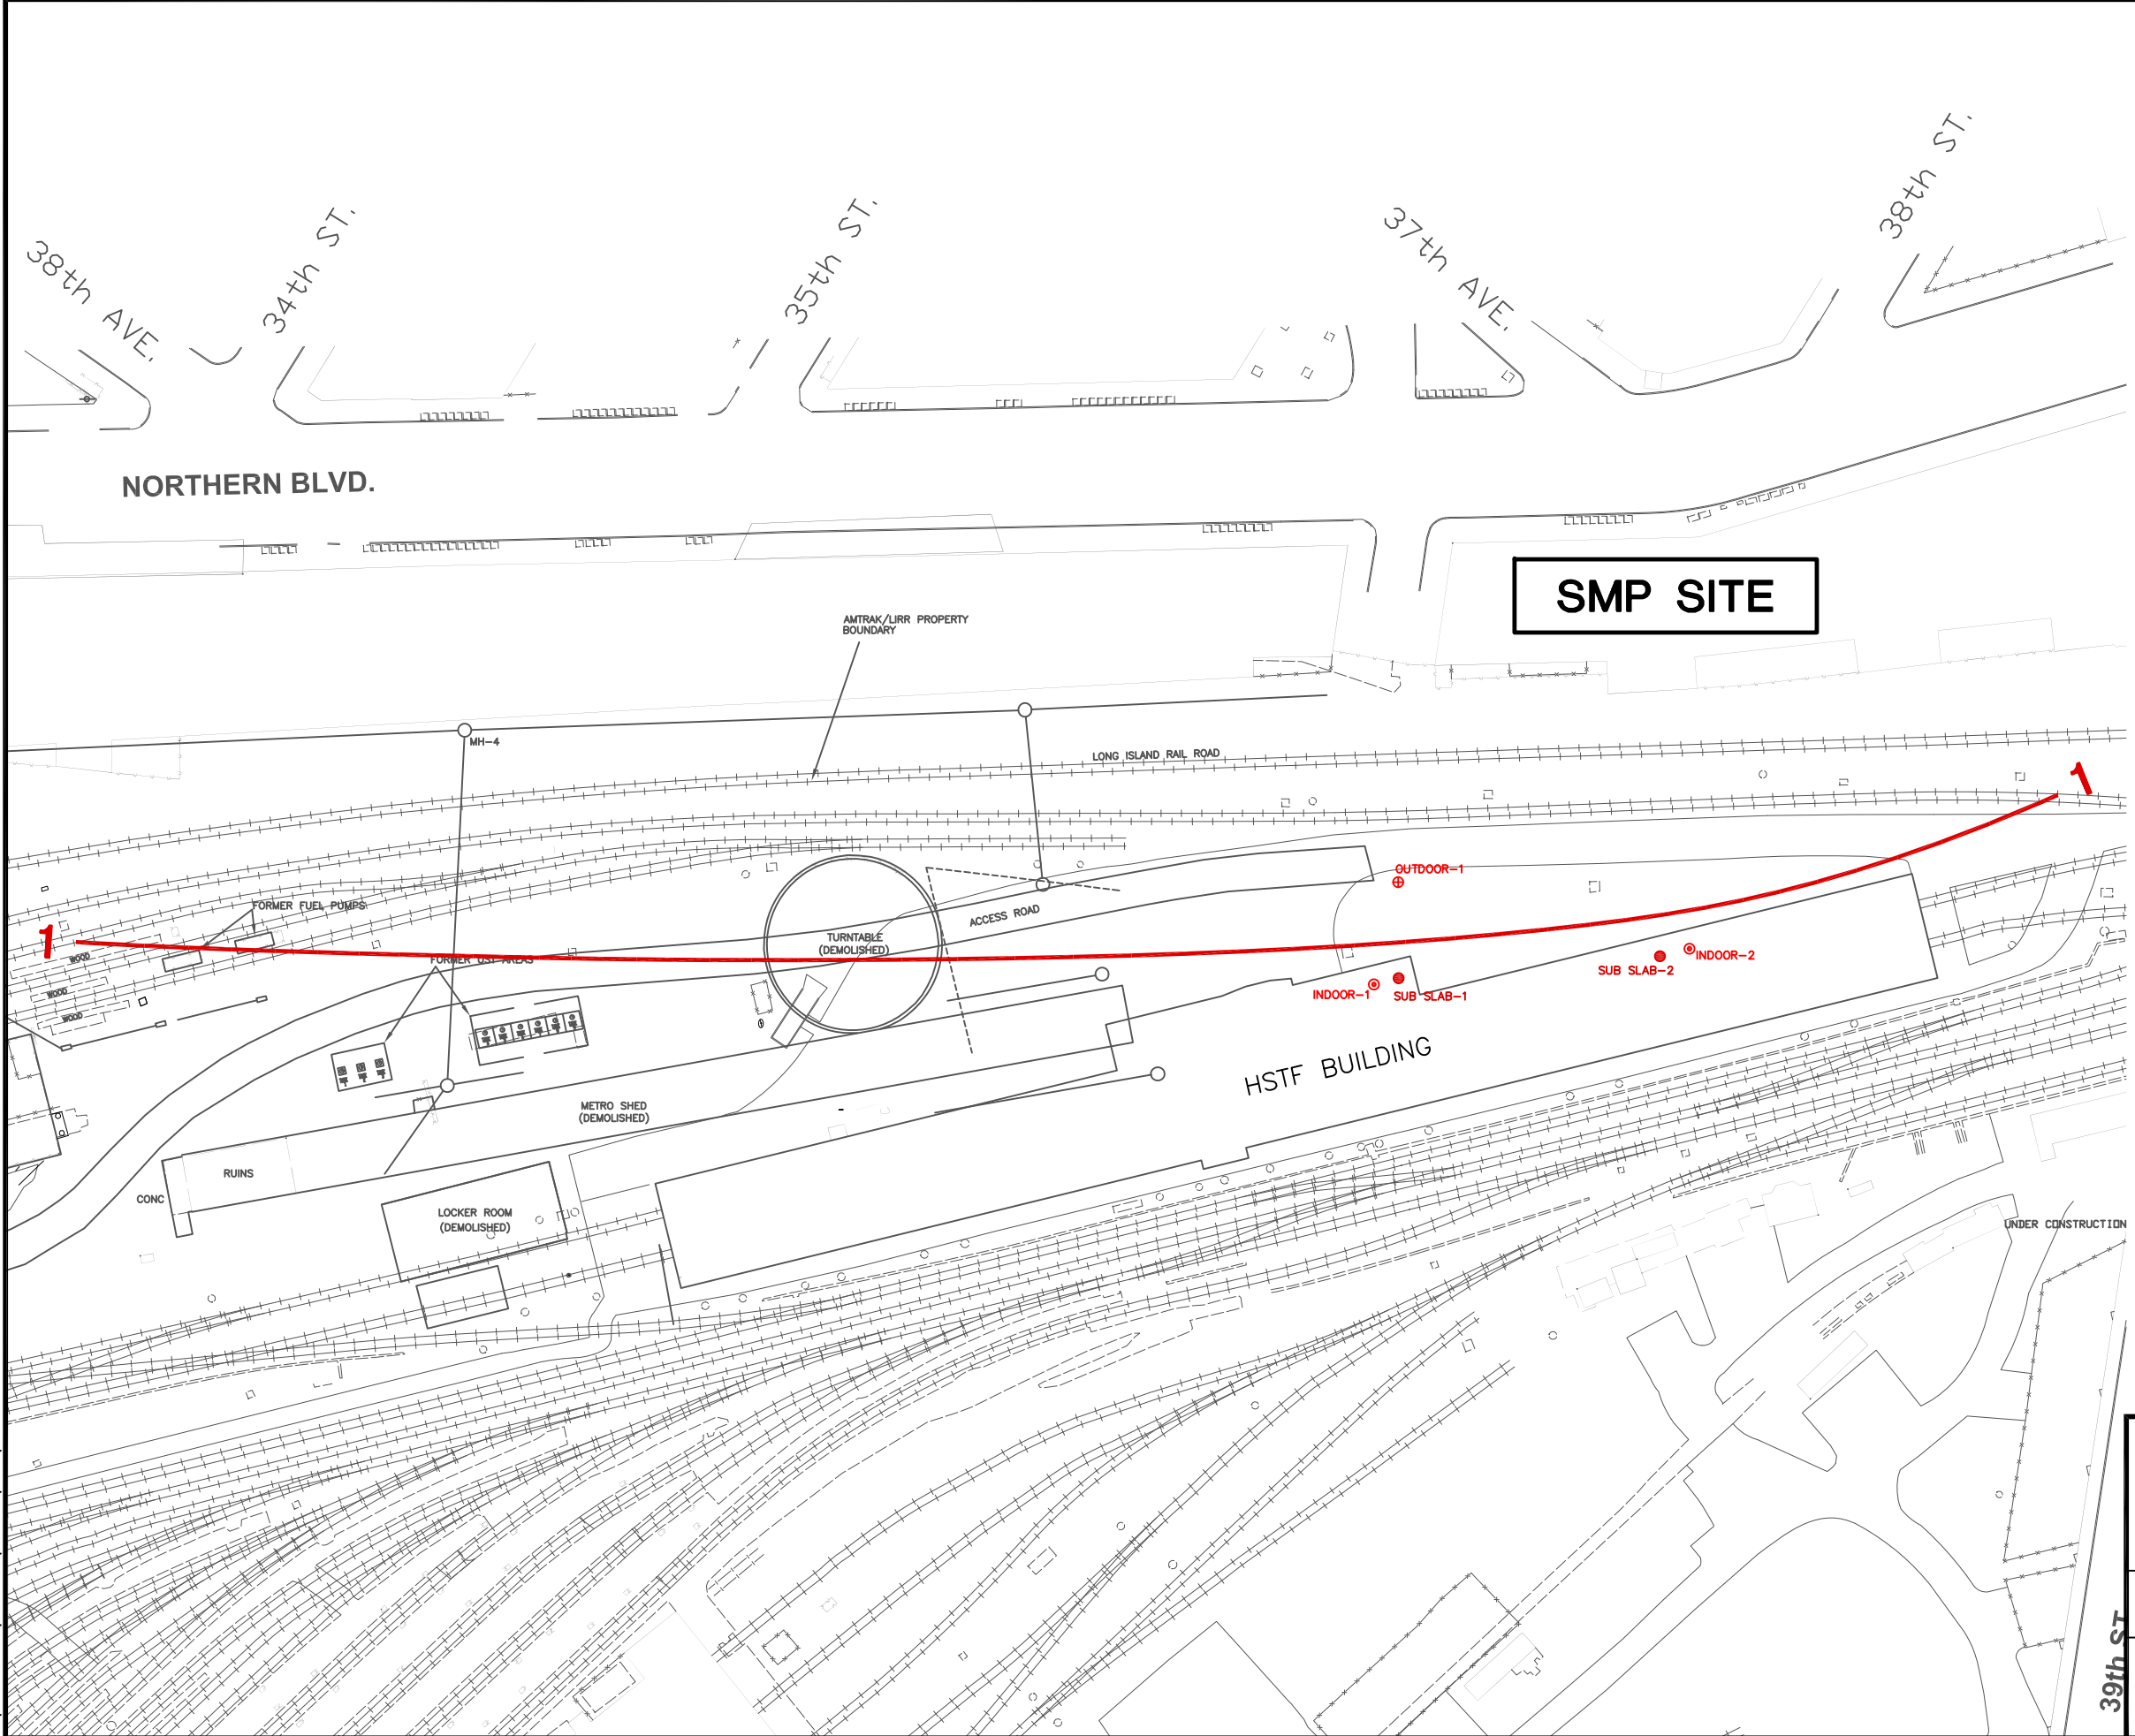 38th AVE.
34th ST.
35th ST.
37th AVE.
38th ST.
NORTHERN BLVD.
SMP SITE
AMTRAK/LIRR PROPERTY
BOUNDARY
MH-4
LONG ISLAND RAIL ROAD
1
1
OUTDOOR-1
FORMER FUEL PUMPS
ACCESS ROAD
TURNTABLE
(DEMOLISHED)
WOOD
FORMER UST AREAS
INDOOR-2
SUB SLAB-2
INDOOR-1
SUB SLAB-1
WOOD
WOOD
HSTF BUILDING
METRO SHED
(DEMOLISHED)
RUINS
CONC
LOCKER ROOM
(DEMOLISHED)
UNDER CONSTRUCTION
39th ST